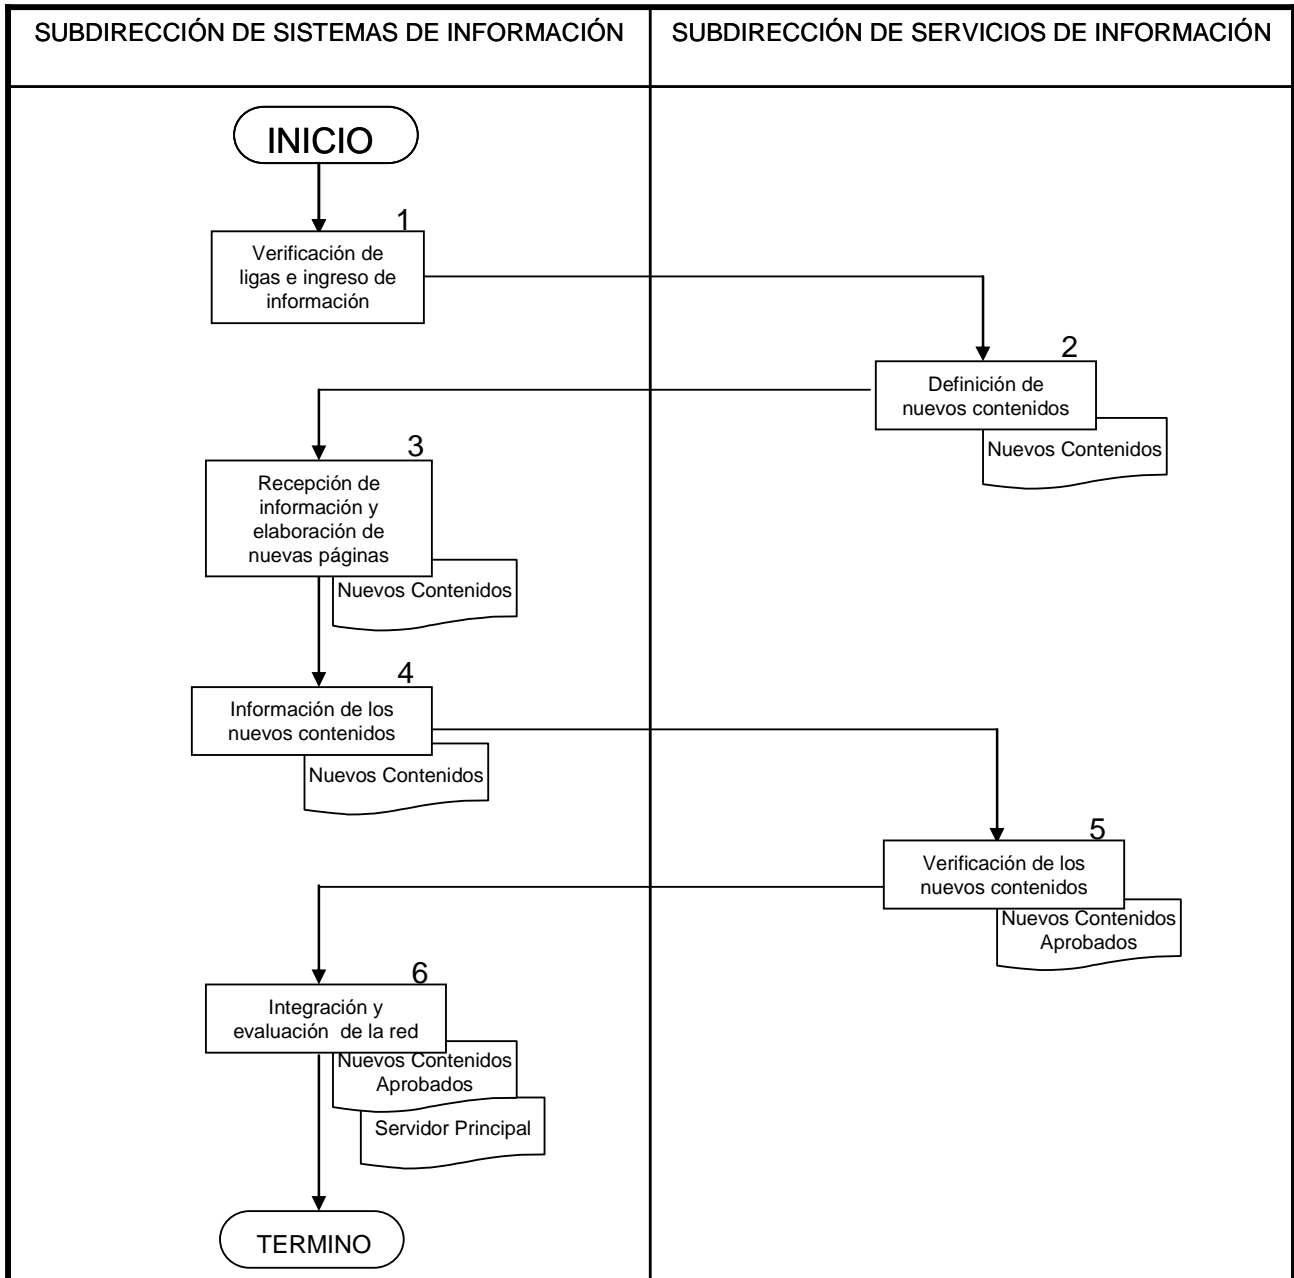 SUBDIRECCIÓN DE SISTEMAS DE INFORMACIÓN
SUBDIRECCIÓN DE SERVICIOS DE INFORMACIÓN
INICIO
1
Verificación de
ligas e ingreso de
información
2
Definición de
nuevos contenidos
Nuevos Contenidos
3
Recepción de
información y
elaboración de
nuevas páginas
Nuevos Contenidos
4
Información de los
nuevos contenidos
Nuevos Contenidos
5
Verificación de los
nuevos contenidos
Nuevos Contenidos
Aprobados
6
Integración y
evaluación de la red
Nuevos Contenidos
Aprobados
Servidor Principal
TERMINO